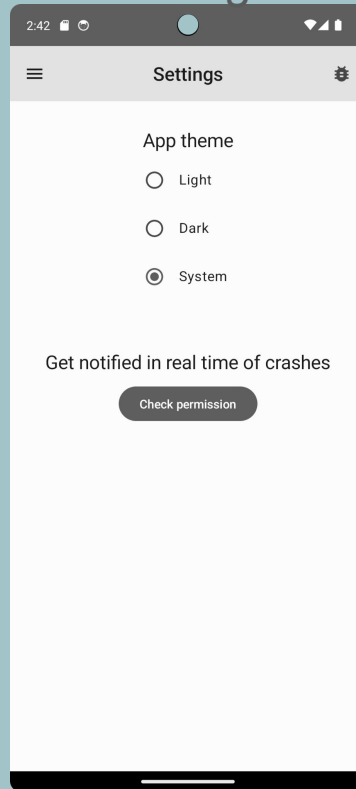 2:42
Settings
App theme
Light
Dark
System
Get notified in real time of crashes
Check permission